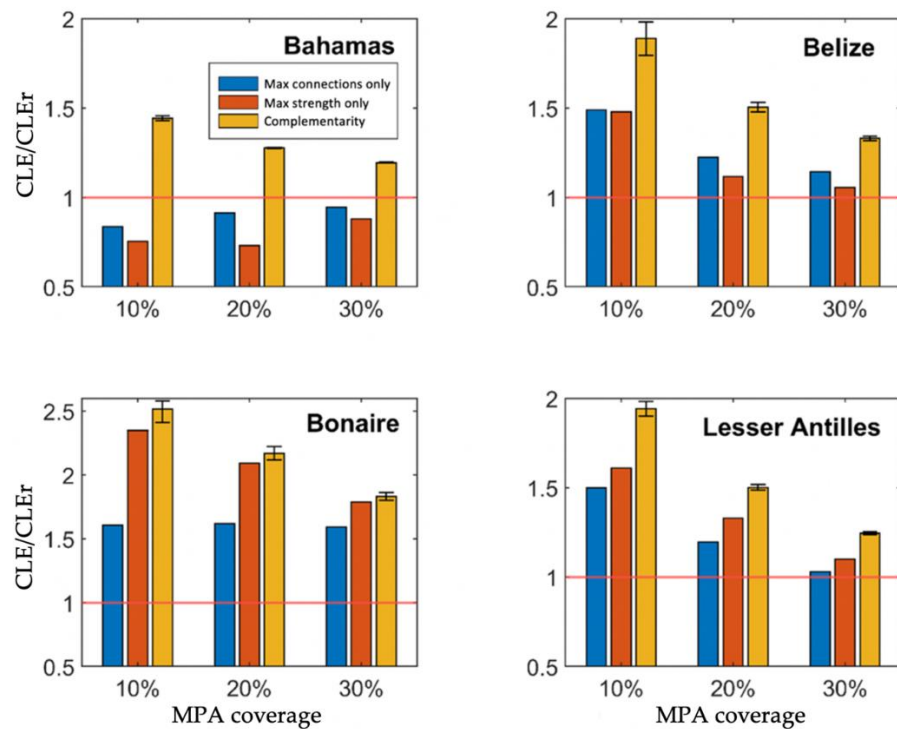 2
Bahamas
Max connections only
Max strength only
Complementarity
1.5
CLE/CLEr
1
0.5
10% 20% 30%
2
Belize
1.5
1
0.5
10% 20% 30%
2.5
Bonaire
2
CLE/CLEr
1.5
1
0.5
10% 20% 30%
MPA coverage
2
Lesser Antilles
1.5
1
0.5
10% 20% 30%
MPA coverage